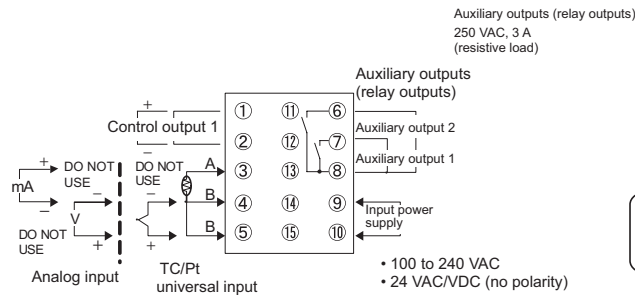 Auxiliary outputs (relay outputs)
250 VAC, 3 A
(resistive load)
Auxiliary outputs
(relay outputs)
+
Control output 1
−
DO NOT
USE
A
B
B
−
+
+ DO NOT
USE
mA
−
−
V
+
DO NOT
USE
Analog input
TC/Pt
universal input
① ⑪ ⑥
② ⑫ ⑦
③ ⑬ ⑧
④ ⑭ ⑨
⑤ ⑮ ⑩
Auxiliary output 2
Auxiliary output 1
Input power
supply
• 100 to 240 VAC
• 24 VAC/VDC (no polarity)